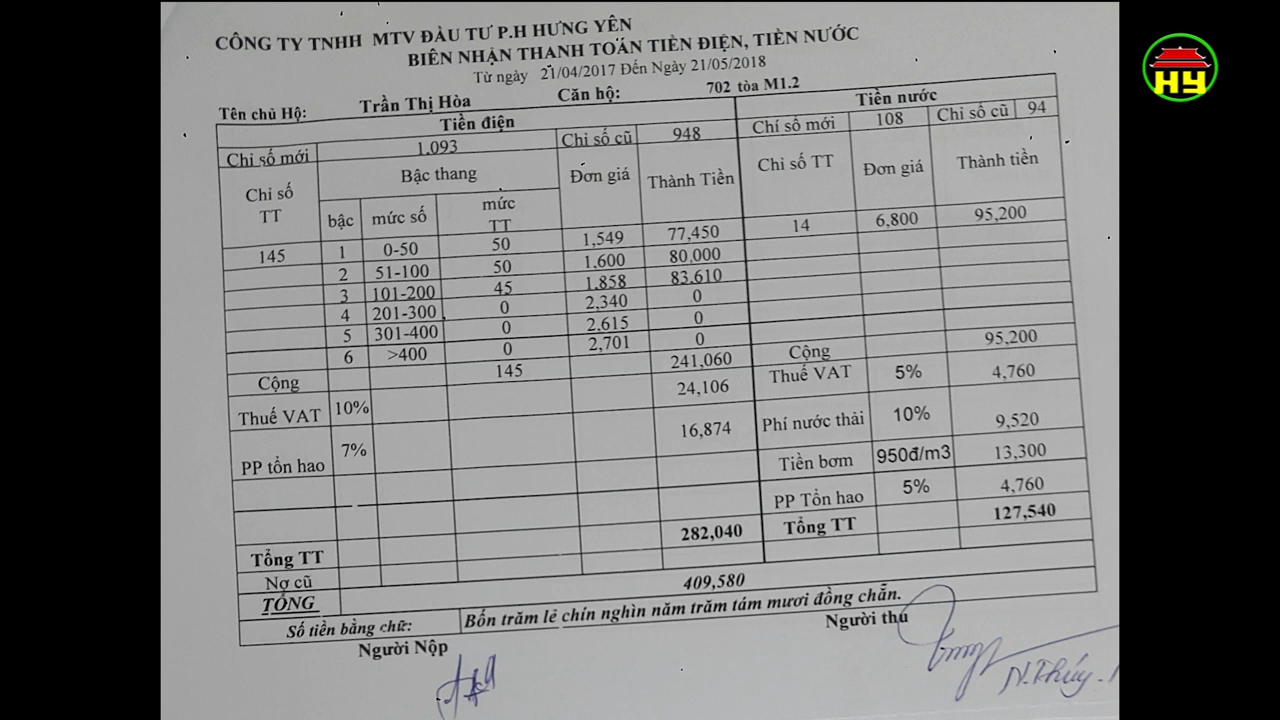 CÔNG TY TNHH MTV ĐẦU TƯ P.H HƯNG YÊN
BIÊN NHẬN THANH TOÁN TIỀN ĐIỆN, TIỀN NƯỚC
Từ ngày 21/04/2017 Đến Ngày 21/05/2018
Tên chủ Hộ: Trần Thị Hòa Căn hộ: 702 tòa M1.2
Tiền điện Tiền nước
Chỉ số mới 1.093 Chỉ số cũ 948 Chí số mới 108 Chỉ số cũ 94
Chỉ số TT Bậc thang Đơn giá Thành Tiền Chỉ số TT Đơn giá Thành tiền
bậc mức số mức TT
145 1 0-50 50 1,549 77,450 14 6,800 95,200
2 51-100 50 1,600 80,000
3 101-200 45 1.858 83.610
4 201-300 0 2,340 0
5 301-400 0 2,615 0
6 >400 0 2,701 0
Cộng 145 241,060 Cộng 95,200
Thuế VAT 10% 24,106 Thuế VAT 5% 4,760
PP tổn hao 7% 16,874 Phí nước thải 10% 9,520
Tiền bơm 950đ/m3 13,300
PP Tổn hao 5% 4,760
Tổng TT 282,040 Tổng TT 127,540
Nợ cũ
TỔNG 409,580
Số tiền bằng chữ: Bốn trăm lẻ chín nghìn năm trăm tám mươi đồng chẵn.
Người Nộp Người thu
N.Thúy
HY